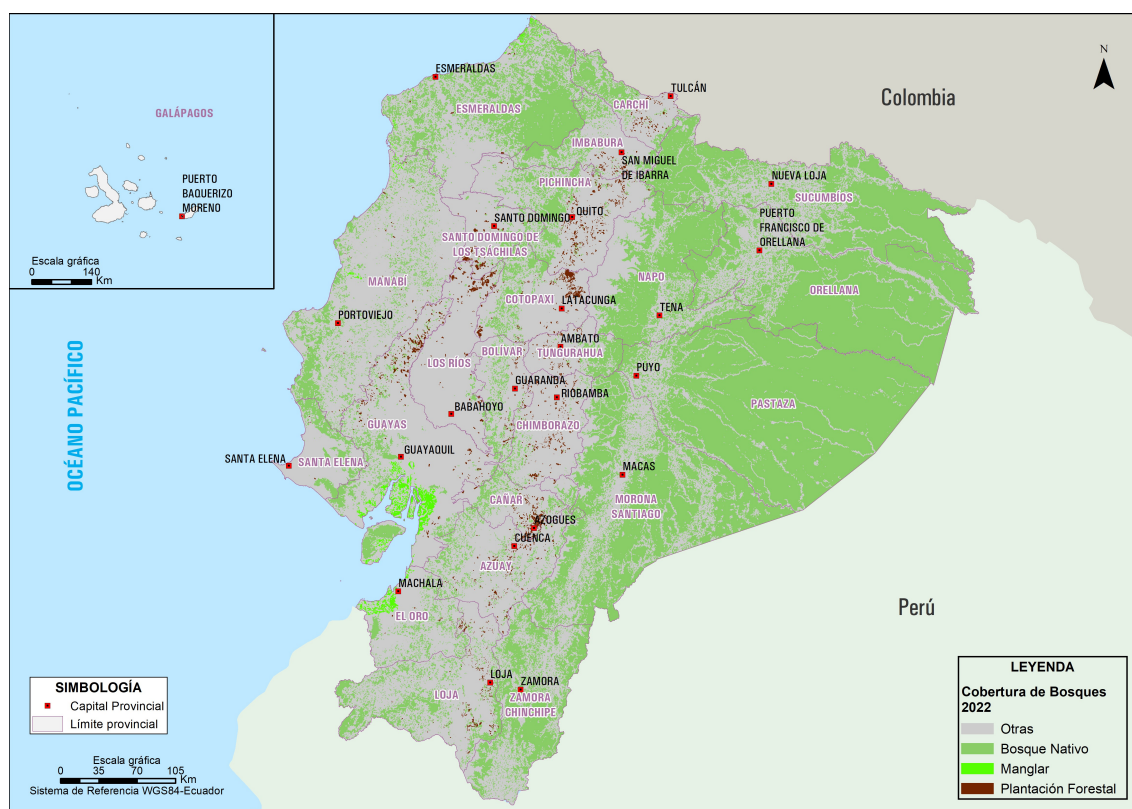 GALÁPAGOS
PUERTO
BAQUERIZO
MORENO
Escala gráfica
0 140
Km
OCÉANO PACÍFICO
Colombia
Perú
N
ESMERALDAS
ESMERALDAS
TULCÁN
CARCHI
IMBABURA
SAN MIGUEL
DE IBARRA
PICHINCHA
NUEVA LOJA
SUCUMBÍOS
PUERTO
FRANCISCO DE
ORELLANA
SANTO DOMINGO
QUITO
SANTO DOMINGO DE
LOS TSÁCHILAS
MANABÍ
NAPO
ORELLANA
COTOPAXI
LATACUNGA
TENA
PORTOVIEJO
AMBATO
TUNGURAHUA
BOLÍVAR
LOS RÍOS
PUYO
GUARANDA
RIOBAMBA
PASTAZA
BABAHOYO
CHIMBORAZO
GUAYAS
GUAYAQUIL
SANTA ELENA
SANTA ELENA
MACAS
CAÑAR
MORONA
SANTIAGO
AZOGUES
CUENCA
AZUAY
MACHALA
EL ORO
LOJA
LOJA
ZAMORA
ZAMORA
CHINCHIPE
SIMBOLOGÍA
Capital Provincial
Límite provincial
Escala gráfica
0 35 70 105
Km
Sistema de Referencia WGS84-Ecuador
LEYENDA
Cobertura de Bosques
2022
Otras
Bosque Nativo
Manglar
Plantación Forestal